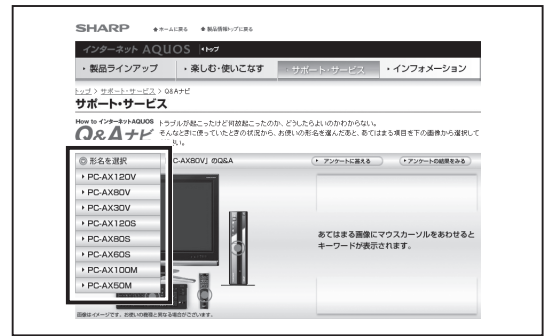 SHARP
ホームに戻る 製品情報トップに戻る
インターネット AQUOS トップ
・製品ラインアップ ・楽しむ・使いこなす ・サポート・サービス ・インフォメーション
トップ > サポート・サービス > Q&Aナビ
サポート・サービス
How to インターネットAQUOS
Q&Aナビ
トラブルが起こったけど何故起こったのか、どうしたらよいのかわからない。
そんなときに使っていたときの状況から、お使いの形名を選んだあと、あてはまる項目を下の画像から選択して
い。
◎ 形名を選択
C-AX80V」のQ&A
アンケートに答える
アンケートの結果をみる
PC-AX120V
PC-AX80V
PC-AX30V
PC-AX120S
PC-AX80S
PC-AX60S
PC-AX100M
PC-AX50M
あてはまる画像にマウスカーソルをあわせると
キーワードが表示されます。
画像はイメージです。お使いの機種と異なる場合がございます。